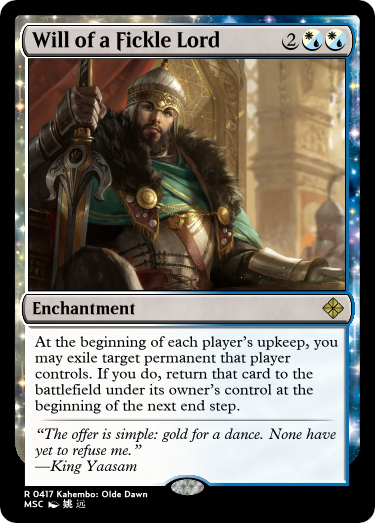 Will of a Fickle Lord 2
Enchantment
At the beginning of each player's upkeep, you
may exile target permanent that player
controls. If you do, return that card to the
battlefield under its owner's control at the
beginning of the next end step.
“The offer is simple: gold for a dance. None have
yet to refuse me.”
—King Yaasam
R 0417 Kahembo: Olde Dawn
MSC 姚远